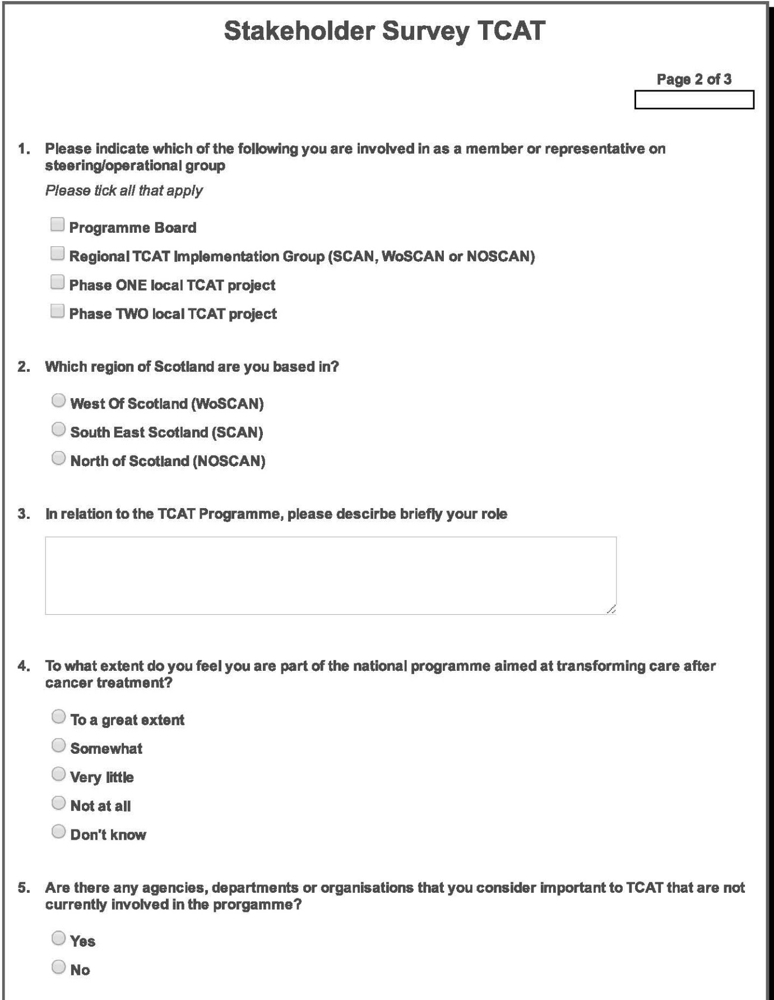 Stakeholder Survey TCAT
Page 2 of 3
1. Please indicate which of the following you are involved in as a member or representative on
steering/operational group
Please tick all that apply
Programme Board
Regional TCAT Implementation Group (SCAN, WoSCAN or NOSCAN)
Phase ONE local TCAT project
Phase TWO local TCAT project
2. Which region of Scotland are you based in?
West Of Scotland (WoSCAN)
South East Scotland (SCAN)
North of Scotland (NOSCAN)
3. In relation to the TCAT Programme, please descirbe briefly your role
4. To what extent do you feel you are part of the national programme aimed at transforming care after
cancer treatment?
To a great extent
Somewhat
Very little
Not at all
Don't know
5. Are there any agencies, departments or organisations that you consider important to TCAT that are not
currently involved in the prorgamme?
Yes
No